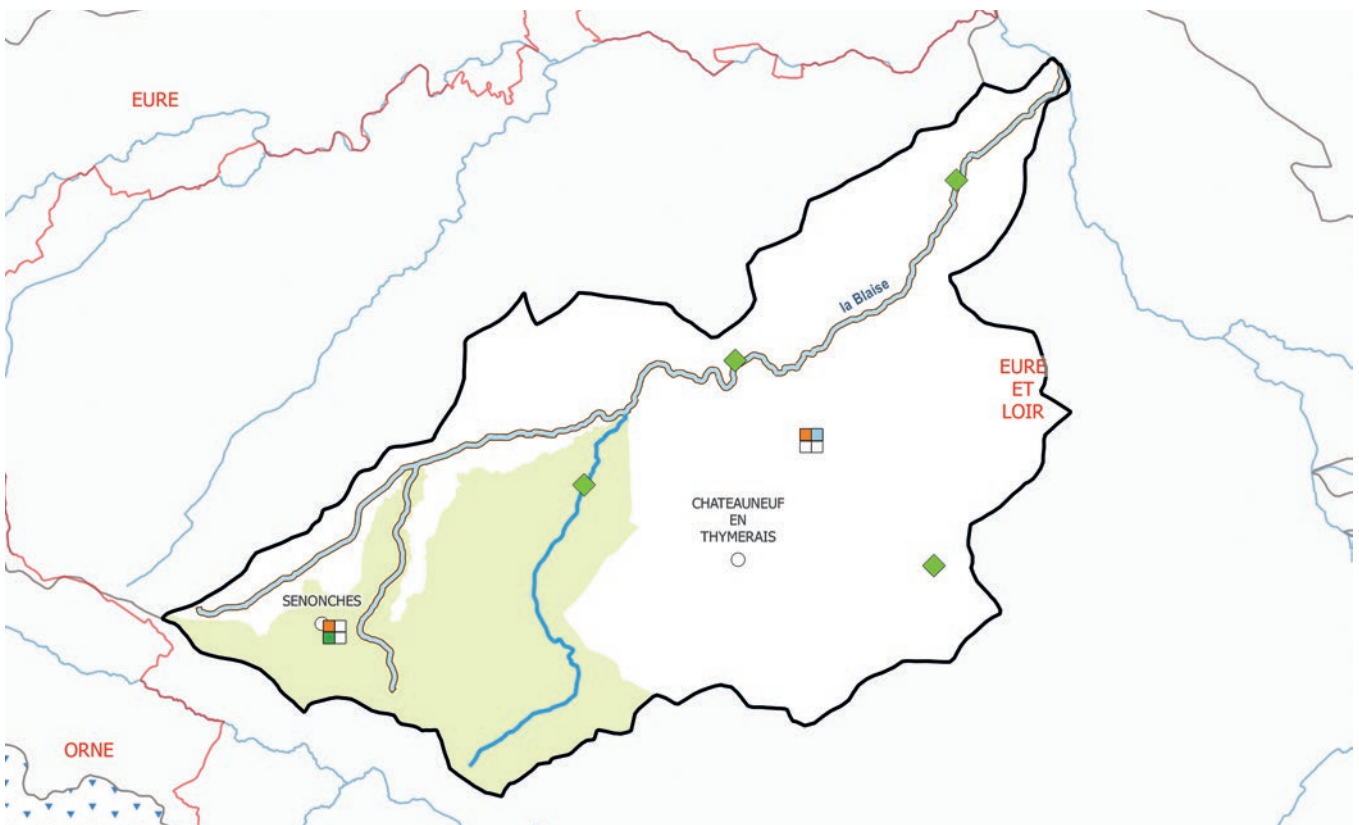 EURE
la Blaise
EURE
ET
LOIR
CHATEAUNEUF
EN
THYMERAIS
SENONCHES
ORNE